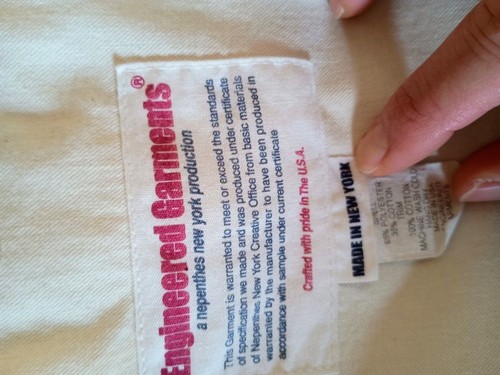 Engineered Garments®
a nepenthes new york production
This Garment is warranted to meet or exceed the standards
of specification we made and was produced under certificate
of Nepenthes New York Creative Office from basic materials
warranted by the manufacturer to have been produced in
accordance with sample under current certificate
Crafted with pride in The U.S.A.
MADE IN NEW YORK
TRIM